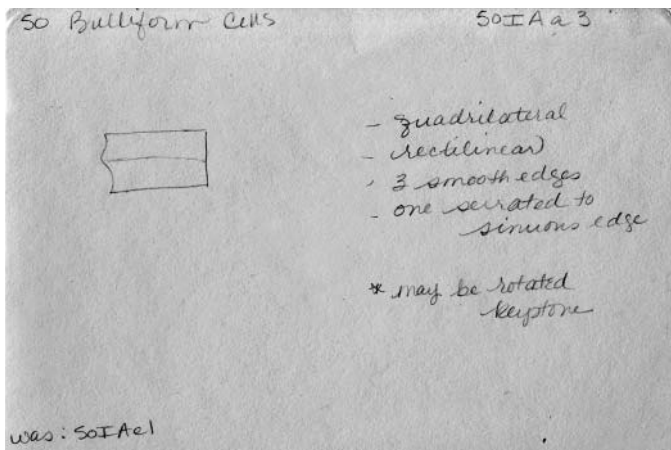 50 Bulliform Cells
50IAa3
- quadrilateral
- rectilinear
- 3 smooth edges
- one serrated to
sinuous edge
* may be rotated
keystone
was: 50IAe1